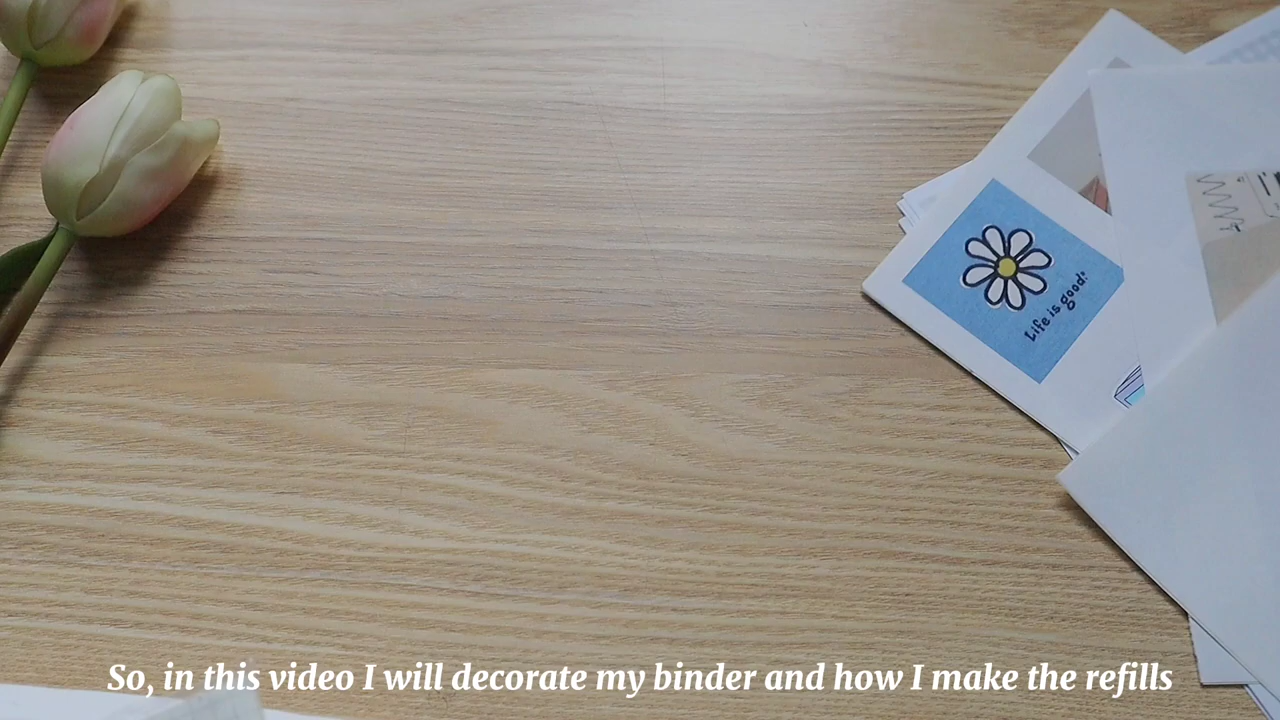 Life is good!
So, in this video I will decorate my binder and how I make the refills